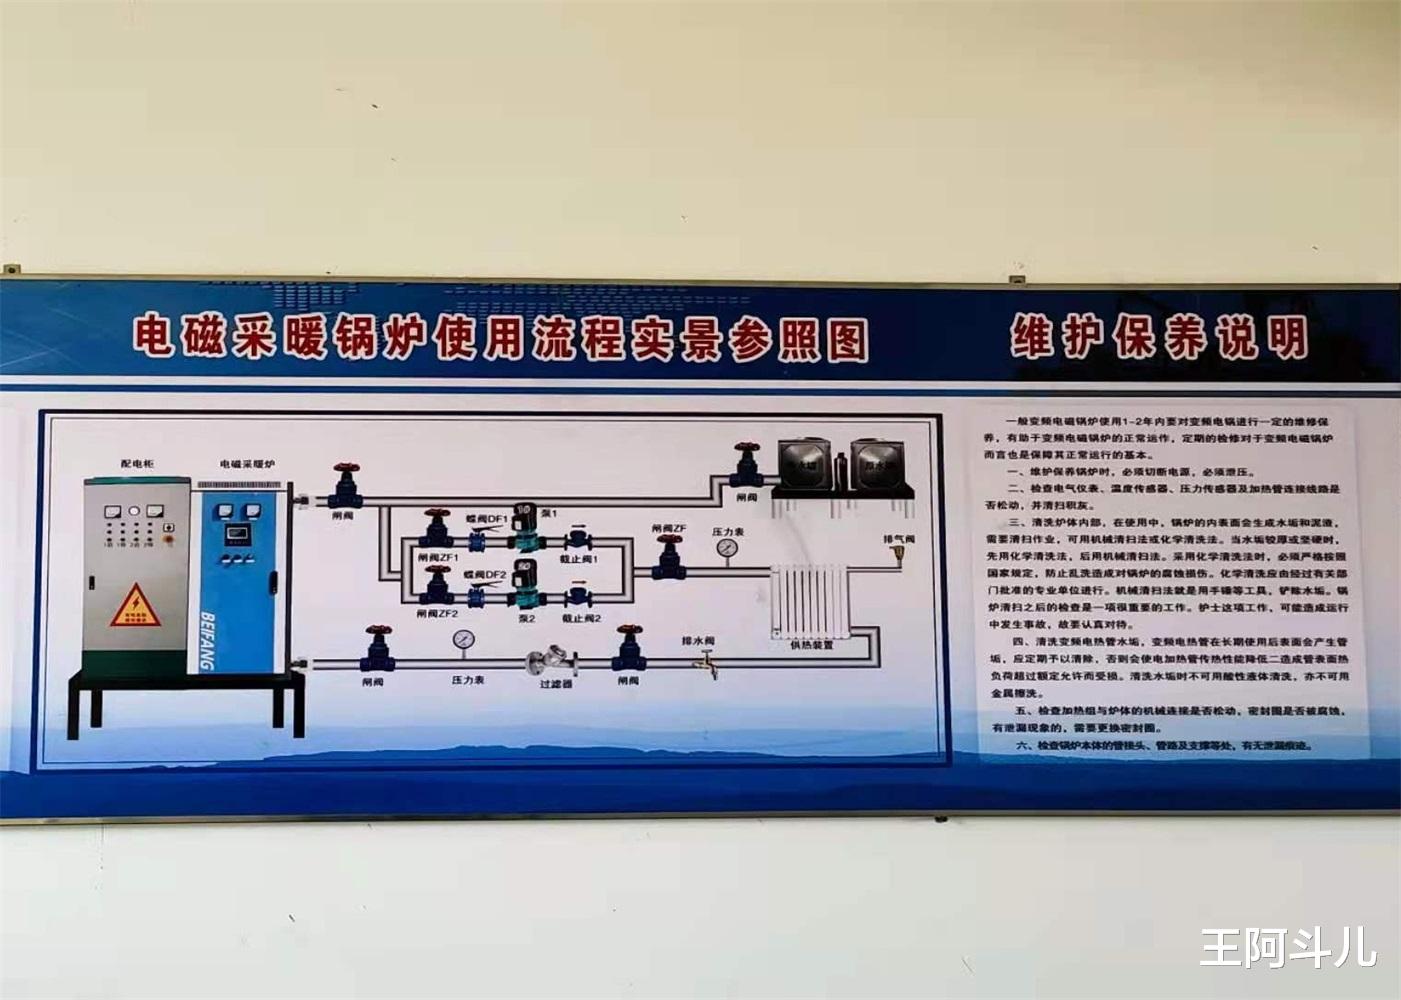 电磁采暖锅炉使用流程实景参照图
维护保养说明
配电柜
电磁采暖炉
闸阀
闸阀
闸阀ZF1
蝶阀DF1
泵1
截止阀1
闸阀ZF
压力表
排气阀
闸阀ZF2
蝶阀DF2
泵2
截止阀2
供热装置
闸阀
压力表
过滤器
闸阀
排水阀
BEIFANG
一般变频电磁锅炉使用1-2年内要对变频电锅进行一定的维修保
养，有助于变频电磁锅炉的正常运作，定期的检修对于变频电磁锅炉
而言也是保障其正常运行的基本。
一、维护保养锅炉时，必须切断电源，必须泄压。
二、检查电气仪表、温度传感器、压力传感器及加热管连接线路是
否松动，并清扫积灰。
三、清洗炉体内部，在使用中，锅炉的内表面会生成水垢和泥渣，
需要清扫作业，可用机械清扫法或化学清洗法。当水垢较厚或坚硬时，
先用化学清洗法，后用机械清扫法。采用化学清洗法时，必须严格按照
国家规定，防止乱洗造成对锅炉的腐蚀损伤。化学清洗应由经过有关部
门批准的专业单位进行。机械清扫法就是用手锤等工具，铲除水垢。锅
炉清扫之后的检查是一项很重要的工作。护士这项工作，可能造成运行
中发生事故，故要认真对待。
四、清洗变频电热管水垢，变频电热管在长期使用后表面会产生管
垢，应定期予以清除，否则会使电加热管传热性能降低二造成管表面热
负荷超过额定允许而受损。清洗水垢时不可用酸性液体清洗，亦不可用
金属擦洗。
五、检查加热组与炉体的机械连接是否松动，密封圈是否被腐蚀，
有泄漏现象的，需要更换密封圈。
六、检查锅炉本体的管接头、管路及支撑等处，有无泄漏痕迹。
王阿斗儿